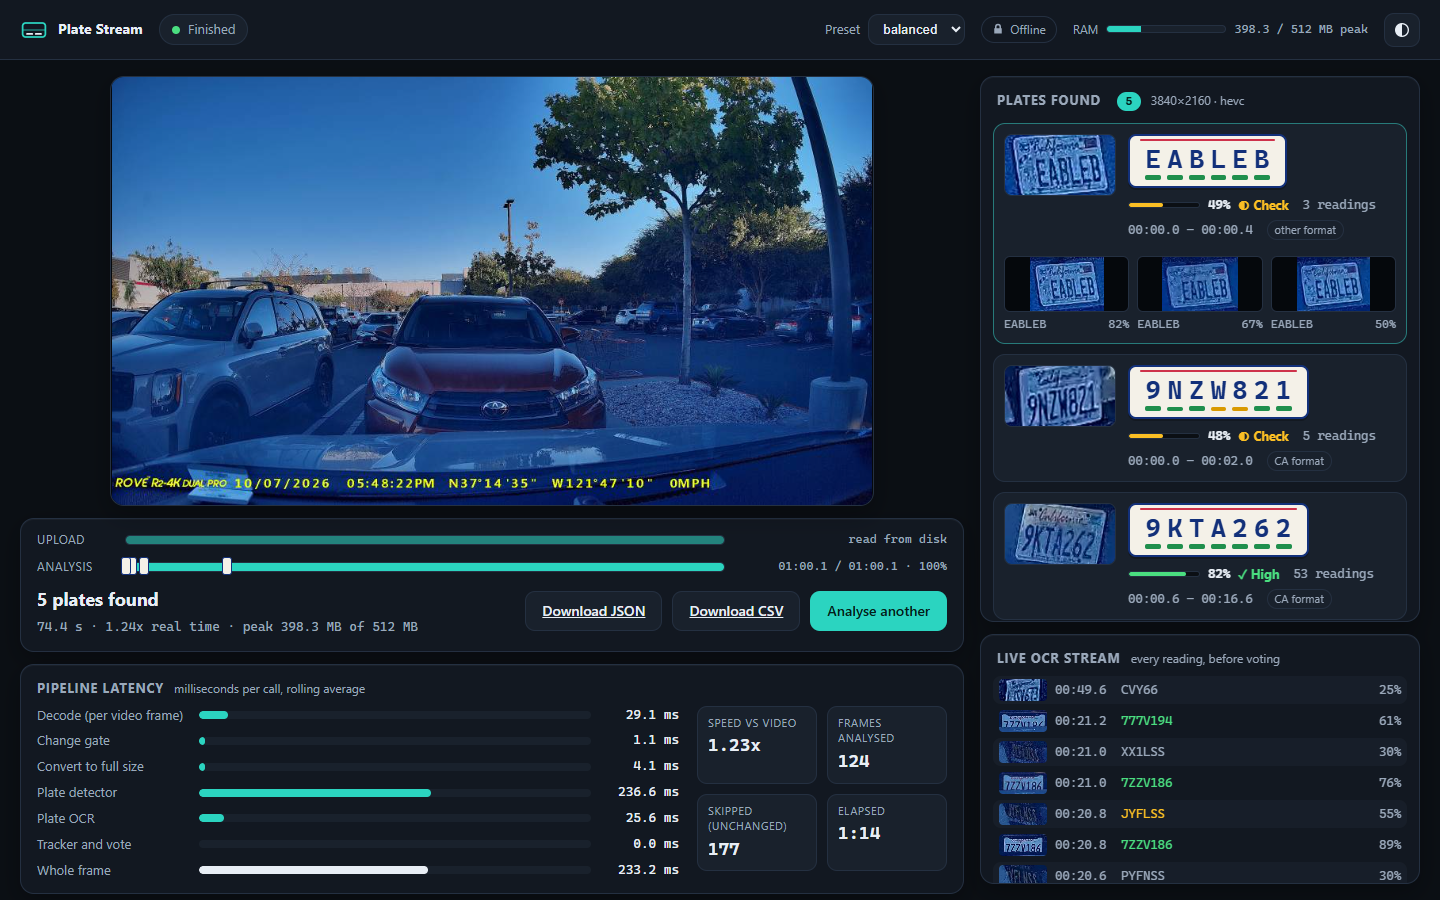 Plate Stream
Finished
Preset
balanced
Offline
RAM
398.3 / 512 MB peak
ROVE R2-4K DUAL PRO 10/07/2026 05:48:22PM N37°14'35" W121°47'10" 0MPH
UPLOAD
read from disk
ANALYSIS
01:00.1 / 01:00.1 · 100%
5 plates found
74.4 s · 1.24x real time · peak 398.3 MB of 512 MB
Download JSON
Download CSV
Analyse another
PIPELINE LATENCY milliseconds per call, rolling average
Decode (per video frame) 29.1 ms
Change gate 1.1 ms
Convert to full size 4.1 ms
Plate detector 236.6 ms
Plate OCR 25.6 ms
Tracker and vote 0.0 ms
Whole frame 233.2 ms
SPEED VS VIDEO
1.23x
FRAMES
ANALYSED
124
SKIPPED
(UNCHANGED)
177
ELAPSED
1:14
PLATES FOUND 5 3840×2160 · hevc
California
EABLEB
EABLEB
49% Check 3 readings
00:00.0 – 00:00.4 other format
EABLEB
EABLEB
EABLEB
EABLEB 82%
EABLEB 67%
EABLEB 50%
9NZW821
9NZW821
48% Check 5 readings
00:00.0 – 00:02.0 CA format
California
9KTA262
9KTA262
82% ✓ High 53 readings
00:00.6 – 00:16.6 CA format
LIVE OCR STREAM every reading, before voting
00:49.6 CVY66 25%
00:21.2 777V194 61%
00:21.0 XX1LSS 30%
00:21.0 7ZZV186 76%
00:20.8 JYFLSS 55%
00:20.8 7ZZV186 89%
00:20.6 PYFNSS 30%